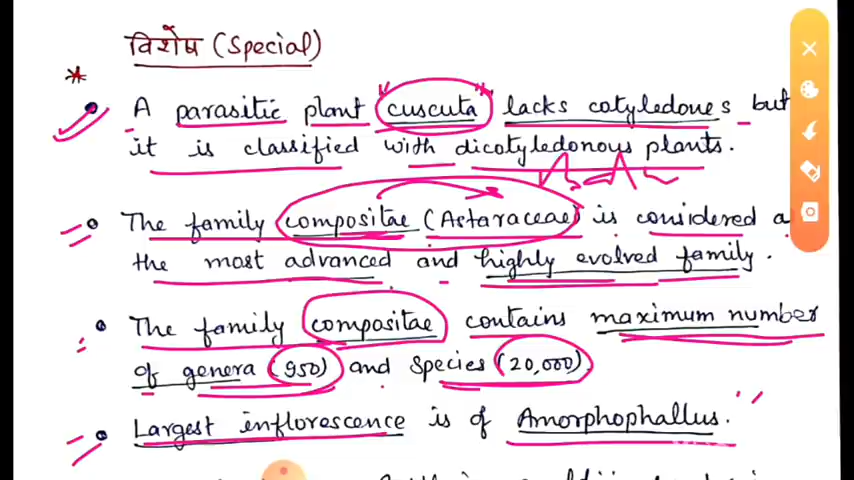 विशेष (Special)
A parasitic plant "cuscuta" lacks cotyledones but
it is classified with dicotyledonous plants.
The family compositae (Astaraceae) is considered a
the most advanced and highly evolved family.
The family compositae contains maximum number
of genera (950) and species (20,000).
Largest inflorescence is of Amorphophallus.